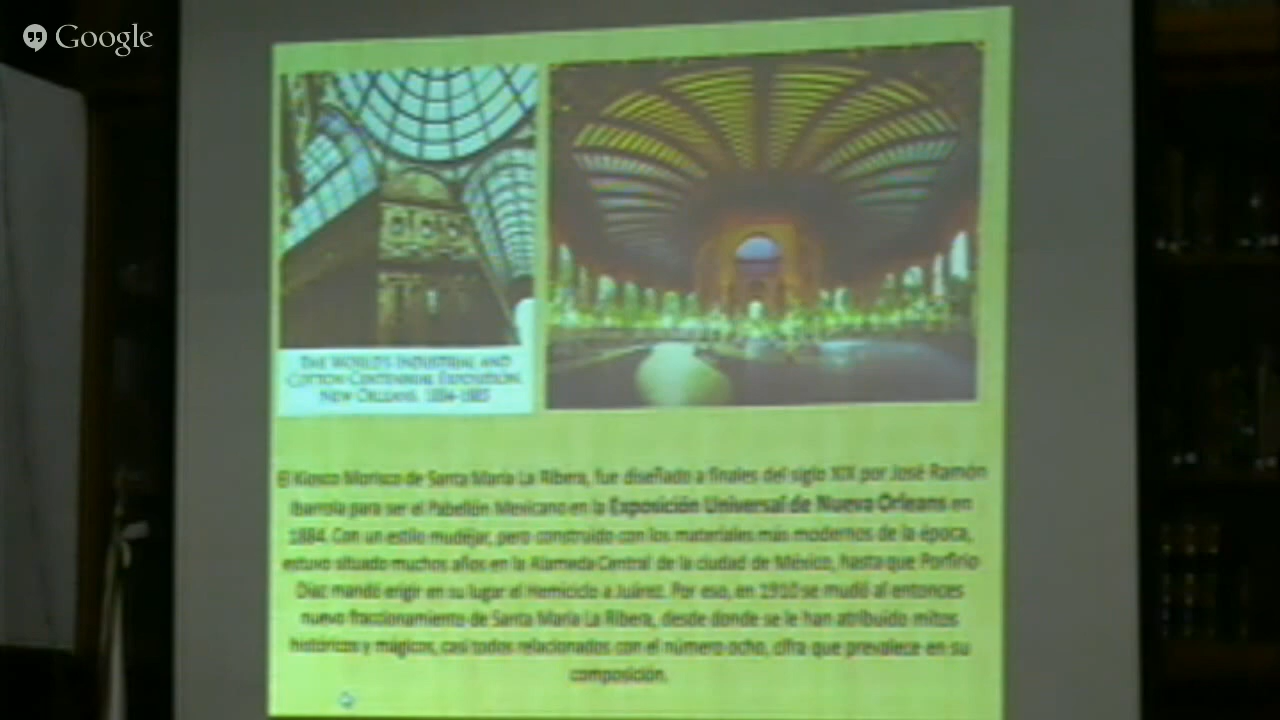 Google
THE WORLD'S INDUSTRIAL AND
COTTON CENTENNIAL EXPOSITION.
NEW ORLEANS, 1884-1885
El Kiosco Morisco de Santa María La Ribera, fue diseñado a finales del siglo XIX por José Ramón
Ibarrola para ser el Pabellón Mexicano en la Exposición Universal de Nueva Orleans en
1884. Con un estilo mudéjar, pero construido con los materiales más modernos de la época,
estuvo situado muchos años en la Alameda Central de la ciudad de México, hasta que Porfirio
Díaz mandó erigir en su lugar el Hemiciclo a Juárez. Por eso, en 1910 se mudó al entonces
nuevo fraccionamiento de Santa María La Ribera, desde donde se le han atribuido mitos
históricos y mágicos, casi todos relacionados con el número ocho, cifra que prevalece en su
composición.